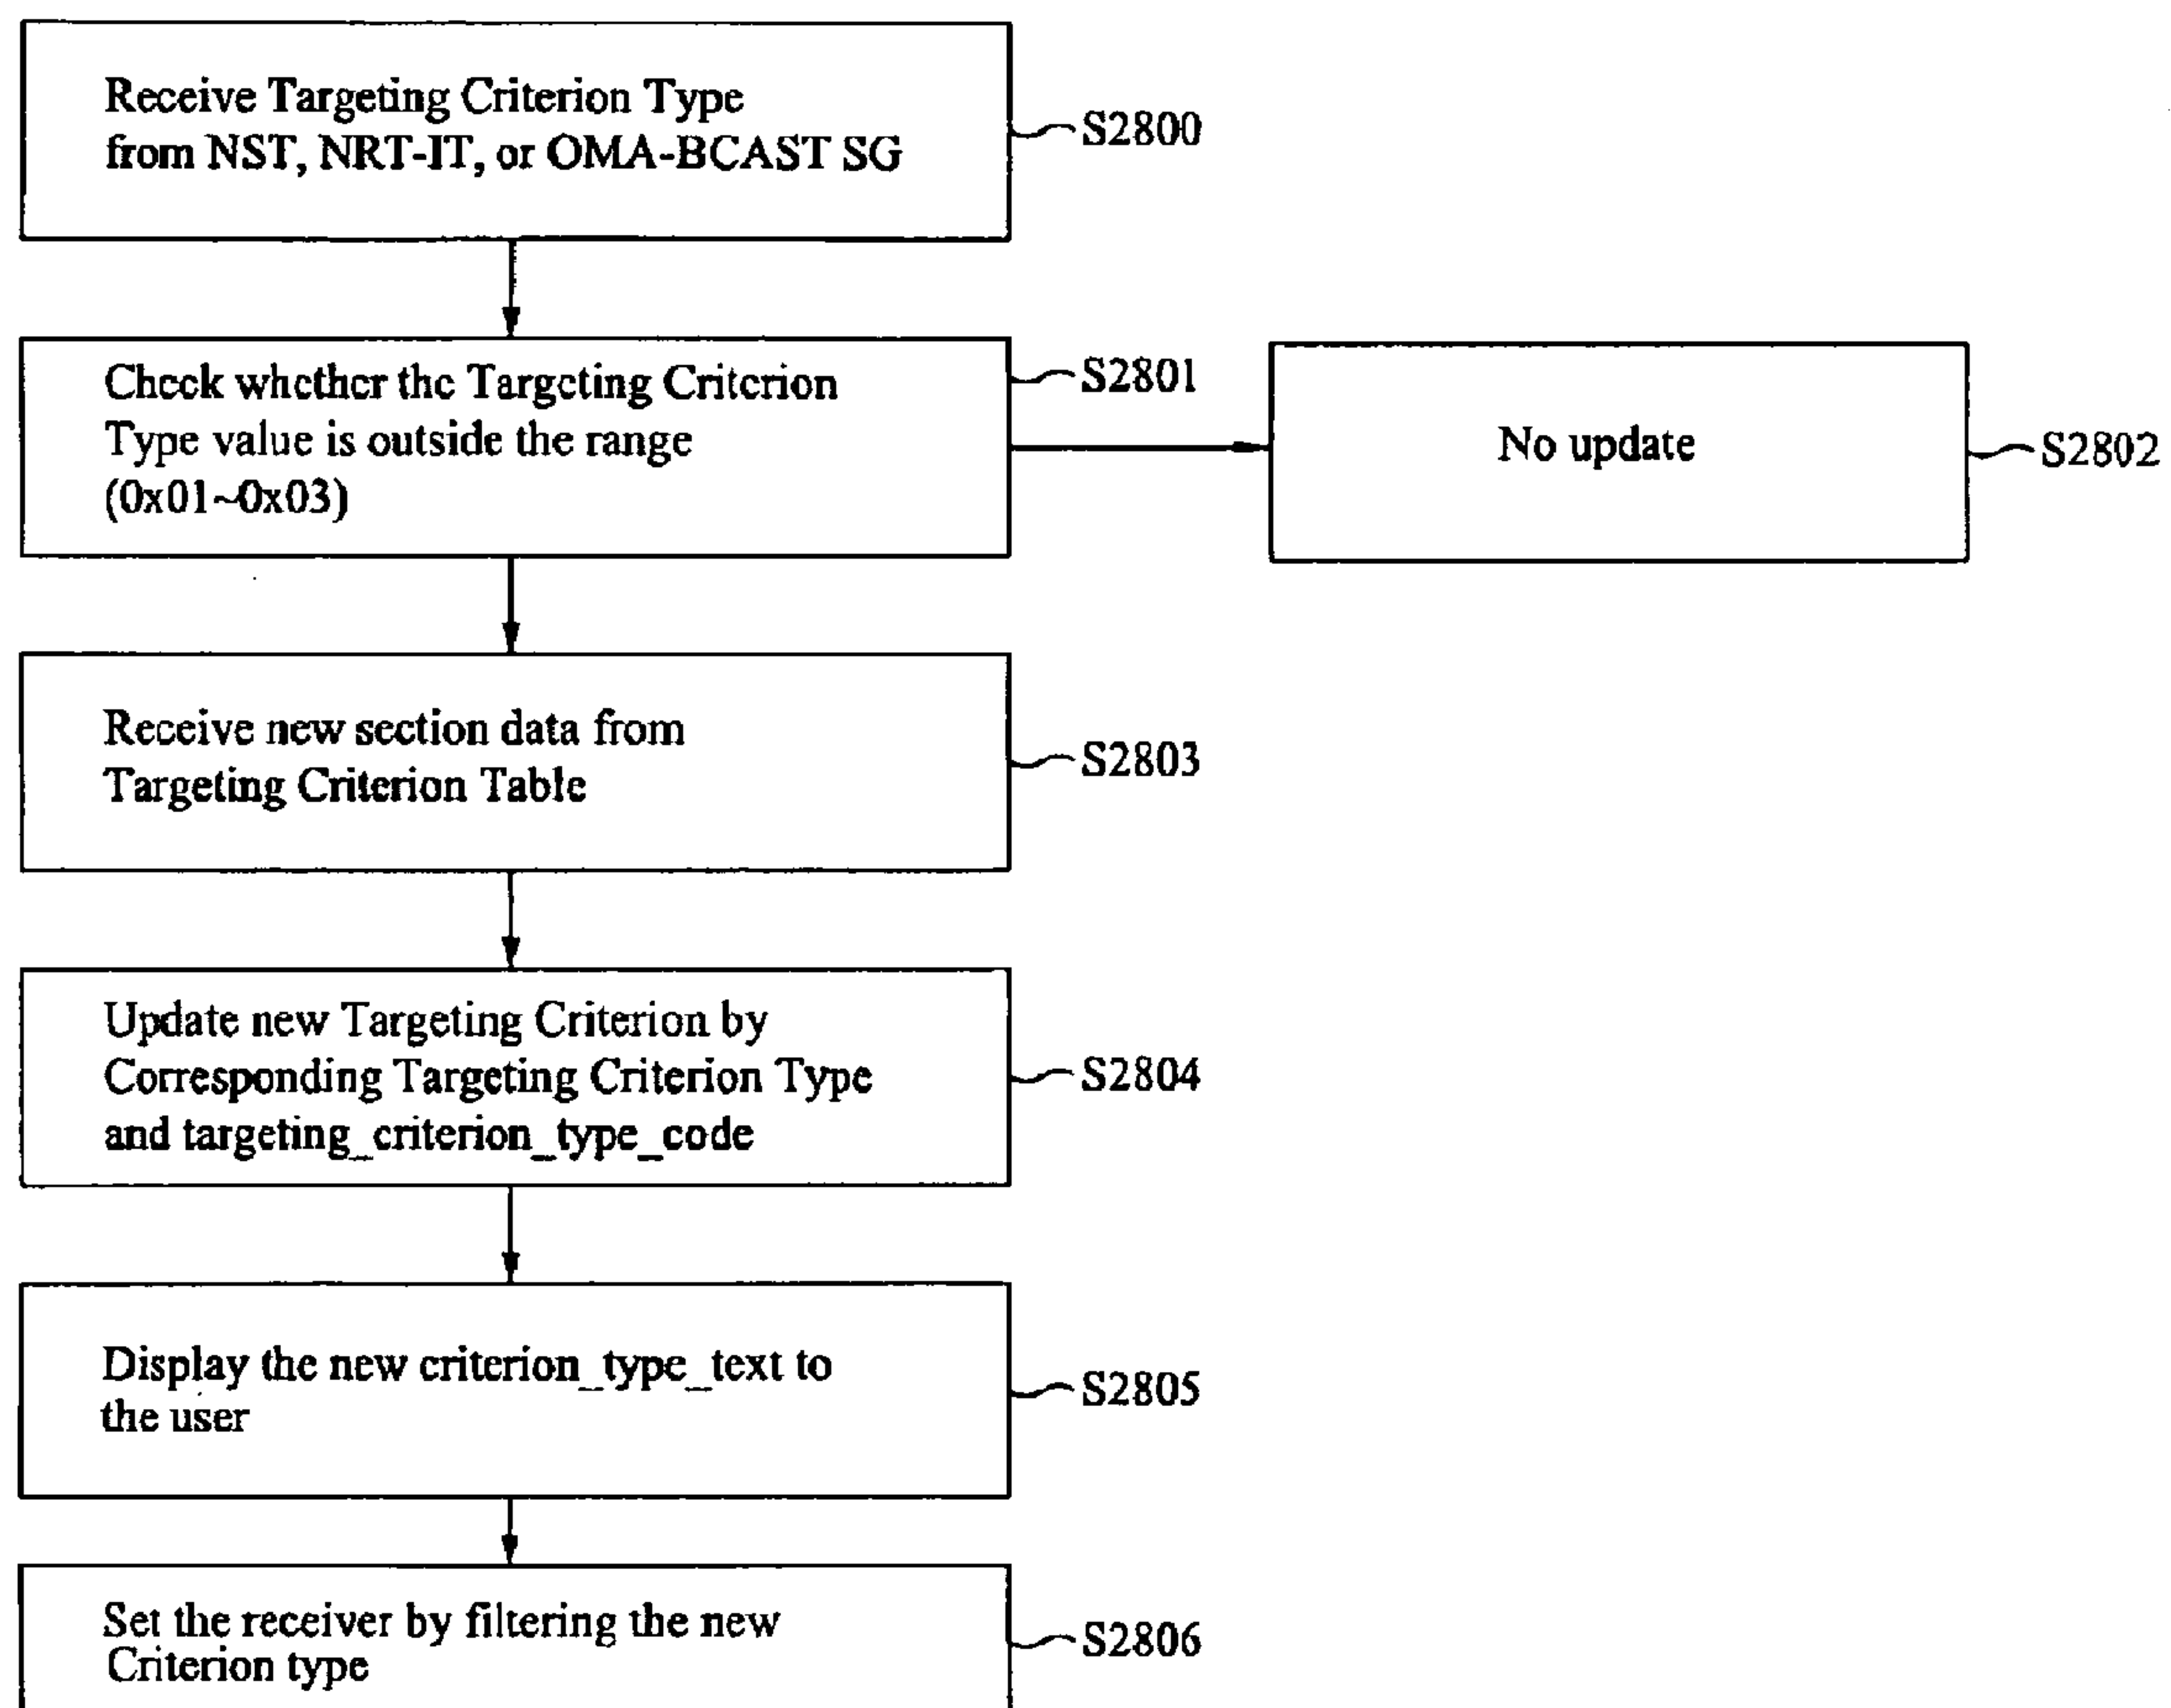 Receive Targeting Criterion Type
from NST, NRT-IT, or OMA-BCAST SG
S2800
Check whether the Targeting Criterion
Type value is outside the range
(0x01~0x03)
S2801
No update
S2802
Receive new section data from
Targeting Criterion Table
S2803
Update new Targeting Criterion by
Corresponding Targeting Criterion Type
and targeting_criterion_type_code
S2804
Display the new criterion_type_text to
the user
S2805
Set the receiver by filtering the new
Criterion type
S2806